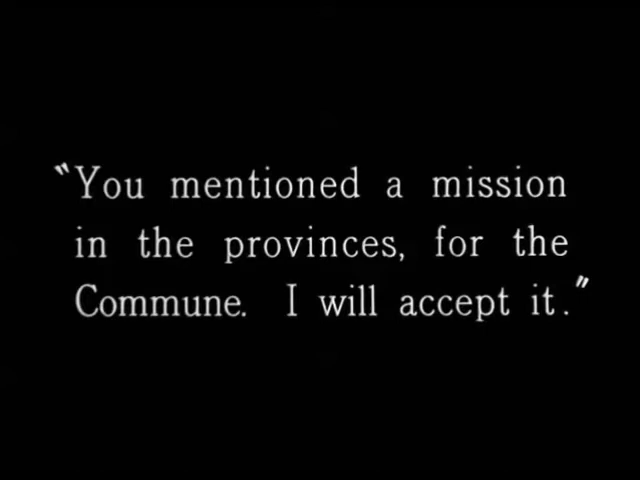 "You mentioned a mission
in the provinces, for the
Commune. I will accept it."